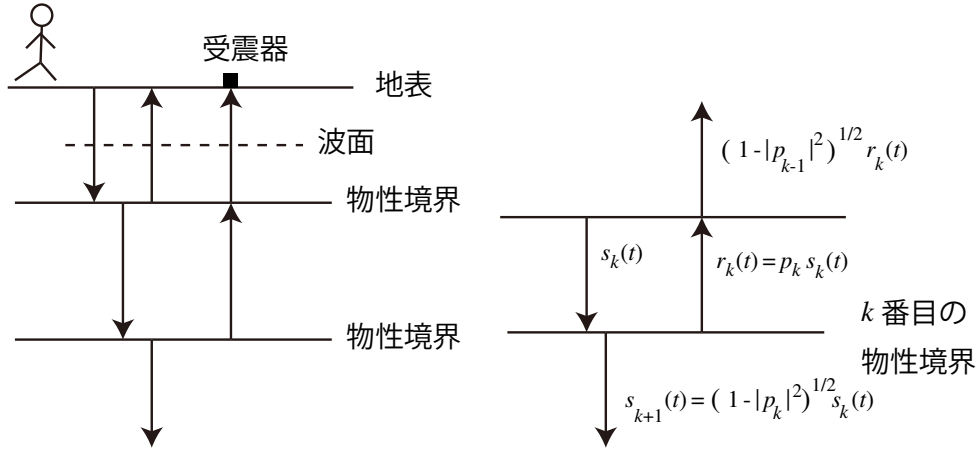 受震器
地表
波面
物性境界
物性境界
( 1 - |p_{k-1}|^2 )^{1/2} r_k(t)
s_k(t)
r_k(t) = p_k s_k(t)
k 番目の
物性境界
s_{k+1}(t) = ( 1 - |p_k|^2 )^{1/2} s_k(t)